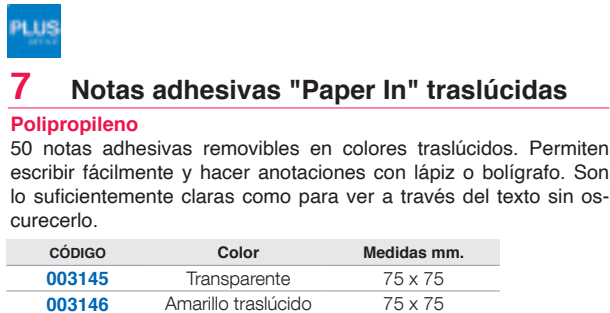 PLUS
7 Notas adhesivas "Paper In" traslúcidas
Polipropileno
50 notas adhesivas removibles en colores traslúcidos. Permiten
escribir fácilmente y hacer anotaciones con lápiz o bolígrafo. Son
lo suficientemente claras como para ver a través del texto sin os-
curecerlo.
CÓDIGO Color Medidas mm.
003145 Transparente 75 x 75
003146 Amarillo traslúcido 75 x 75